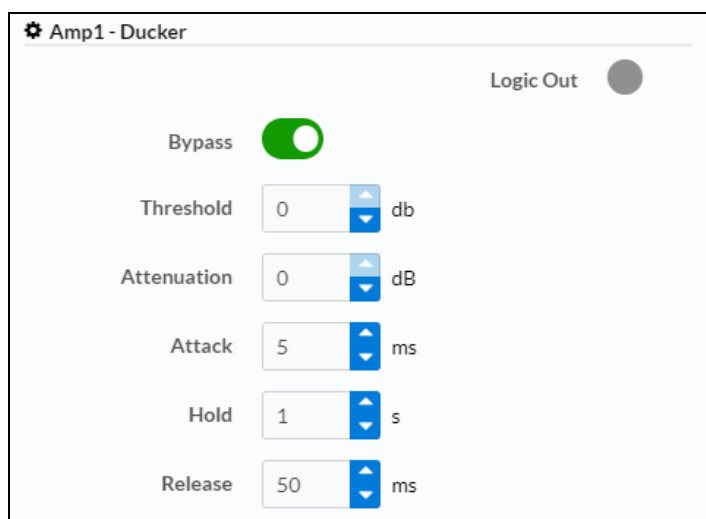 Amp1 - Ducker
Logic Out
Bypass
Threshold 0 db
Attenuation 0 dB
Attack 5 ms
Hold 1 s
Release 50 ms